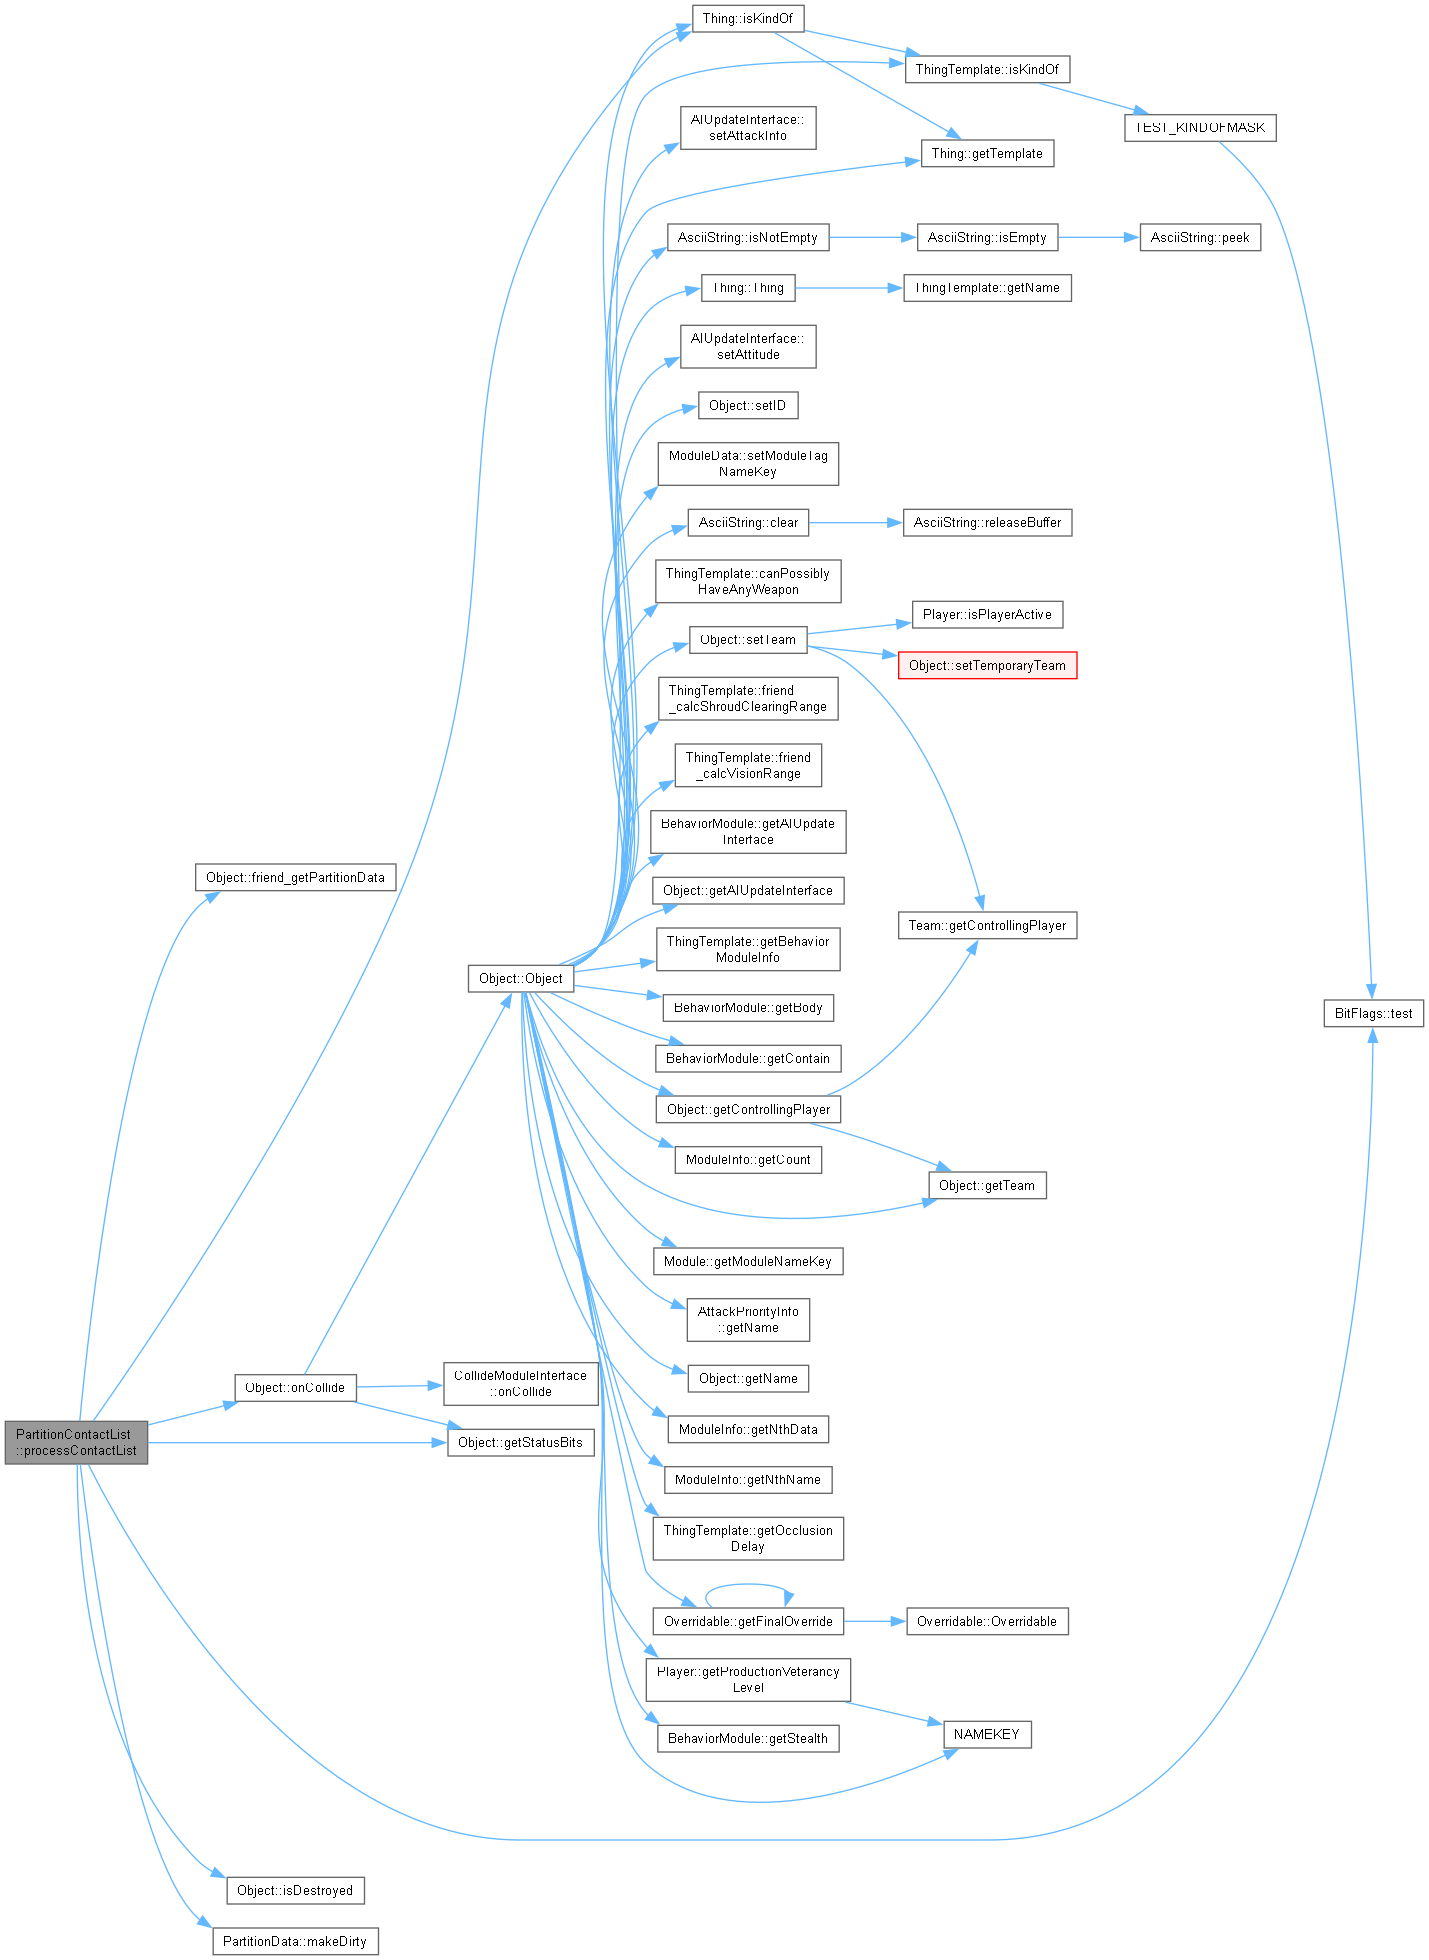 Thing::isKindOf
ThingTemplate::isKindOf
AIUpdateInterface::
setAttackInfo
TEST_KINDOFMASK
Thing::getTemplate
AsciiString::isNotEmpty
AsciiString::isEmpty
AsciiString::peek
Thing::Thing
ThingTemplate::getName
AIUpdateInterface::
setAttitude
Object::setID
ModuleData::setModuleTag
NameKey
AsciiString::clear
AsciiString::releaseBuffer
ThingTemplate::canPossibly
HaveAnyWeapon
Player::isPlayerActive
Object::setTeam
Object::setTemporaryTeam
ThingTemplate::friend
_calcShroudClearingRange
ThingTemplate::friend
_calcVisionRange
BehaviorModule::getAIUpdate
Interface
Object::friend_getPartitionData
Object::getAIUpdateInterface
Team::getControllingPlayer
ThingTemplate::getBehavior
ModuleInfo
Object::Object
BehaviorModule::getBody
BitFlags::test
BehaviorModule::getContain
Object::getControllingPlayer
ModuleInfo::getCount
Object::getTeam
Module::getModuleNameKey
AttackPriorityInfo
::getName
Object::getName
CollideModuleInterface
::onCollide
Object::onCollide
ModuleInfo::getNthData
PartitionContactList
::processContactList
Object::getStatusBits
ModuleInfo::getNthName
ThingTemplate::getOcclusion
Delay
Overridable::getFinalOverride
Overridable::Overridable
Player::getProductionVeterancy
Level
BehaviorModule::getStealth
NAMEKEY
Object::isDestroyed
PartitionData::makeDirty